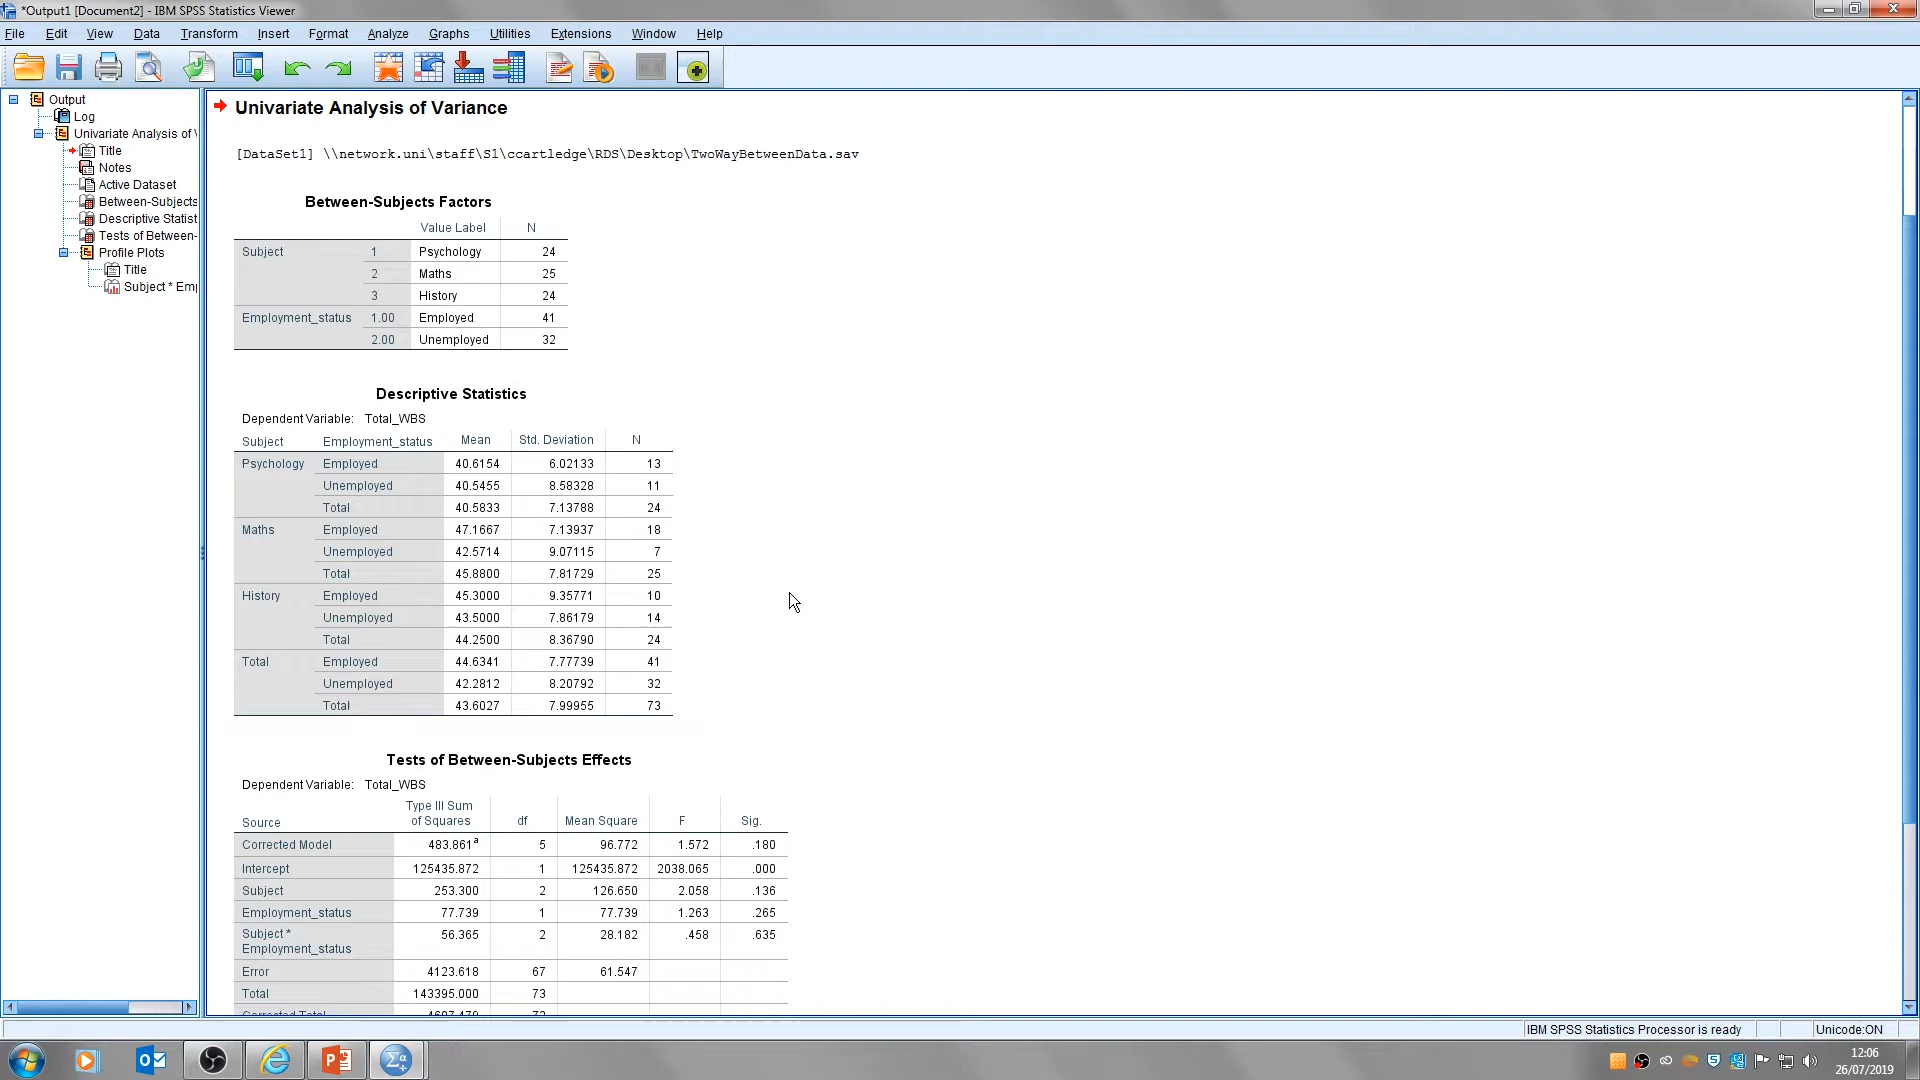 *Output1 [Document2] - IBM SPSS Statistics Viewer
File Edit View Data Transform Insert Format Analyze Graphs Utilities Extensions Window Help
Output
Log
Univariate Analysis of
Title
Notes
Active Dataset
Between-Subjects
Descriptive Statist
Tests of Between-
Profile Plots
Title
Subject * Emp
Univariate Analysis of Variance
[DataSet1] \\network.uni\staff\S1\ccartledge\RDS\Desktop\TwoWayBetweenData.sav
Between-Subjects Factors
Value Label N
Subject 1 Psychology 24
2 Maths 25
3 History 24
Employment_status 1.00 Employed 41
2.00 Unemployed 32
Descriptive Statistics
Dependent Variable: Total_WBS
Subject Employment_status Mean Std. Deviation N
Psychology Employed 40.6154 6.02133 13
Unemployed 40.5455 8.58328 11
Total 40.5833 7.13788 24
Maths Employed 47.1667 7.13937 18
Unemployed 42.5714 9.07115 7
Total 45.8800 7.81729 25
History Employed 45.3000 9.35771 10
Unemployed 43.5000 7.86179 14
Total 44.2500 8.36790 24
Total Employed 44.6341 7.77739 41
Unemployed 42.2812 8.20792 32
Total 43.6027 7.99955 73
Tests of Between-Subjects Effects
Dependent Variable: Total_WBS
Source Type III Sum of Squares df Mean Square F Sig.
Corrected Model 483.861a 5 96.772 1.572 .180
Intercept 125435.872 1 125435.872 2038.065 .000
Subject 253.300 2 126.650 2.058 .136
Employment_status 77.739 1 77.739 1.263 .265
Subject * Employment_status 56.365 2 28.182 .458 .635
Error 4123.618 67 61.547
Total 143395.000 73
Corrected Total 4607.479 72
IBM SPSS Statistics Processor is ready Unicode:ON
12:06
26/07/2019